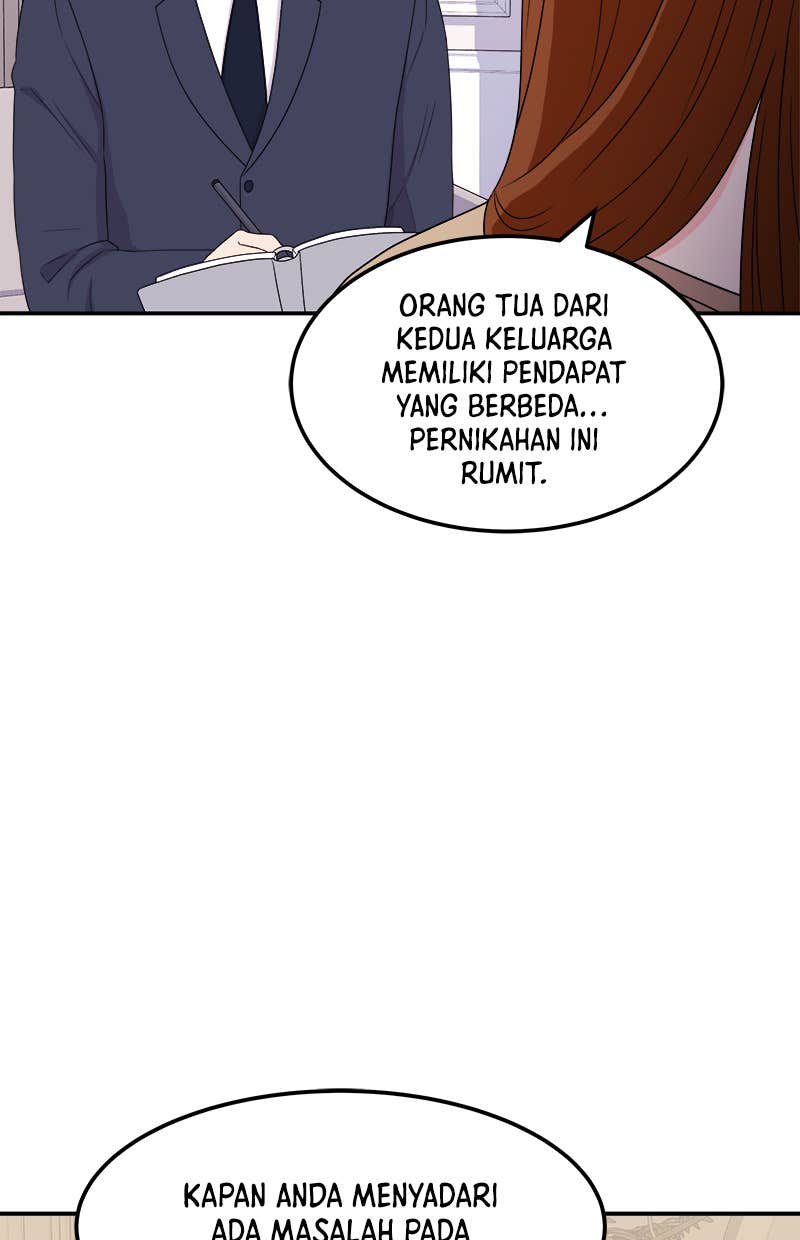 ORANG TUA DARI
KEDUA KELUARGA
MEMILIKI PENDAPAT
YANG BERBEDA...
PERNIKAHAN INI
RUMIT.
KAPAN ANDA MENYADARI
ADA MASALAH PADA